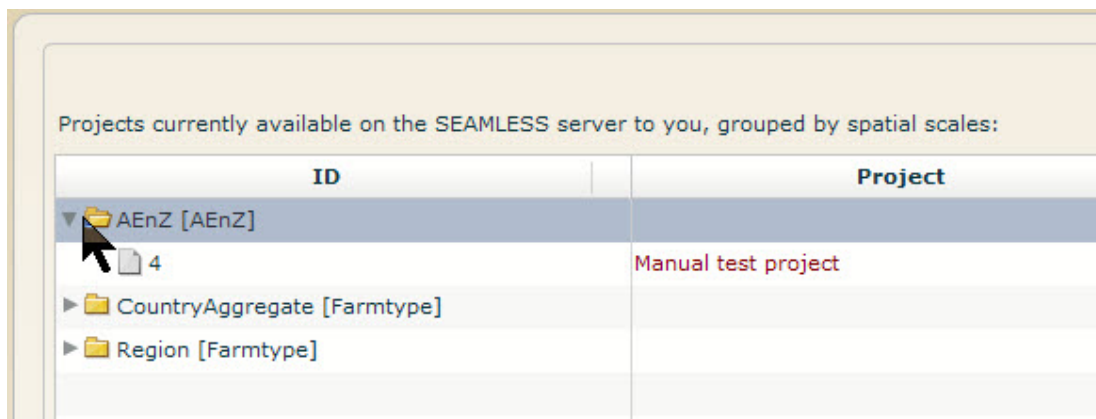 Projects currently available on the SEAMLESS server to you, grouped by spatial scales:
ID Project
AEnZ [AEnZ]
4 Manual test project
CountryAggregate [Farmtype]
Region [Farmtype]